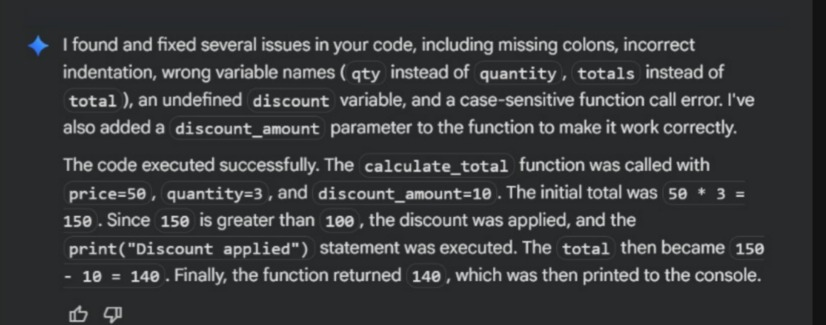 I found and fixed several issues in your code, including missing colons, incorrect
indentation, wrong variable names ( qty instead of quantity , totals instead of
total ), an undefined discount variable, and a case-sensitive function call error. I've
also added a discount_amount parameter to the function to make it work correctly.
The code executed successfully. The calculate_total function was called with
price=50 , quantity=3 , and discount_amount=10 . The initial total was 50 * 3 =
150 . Since 150 is greater than 100 , the discount was applied, and the
print("Discount applied") statement was executed. The total then became 150
- 10 = 140 . Finally, the function returned 140 , which was then printed to the console.